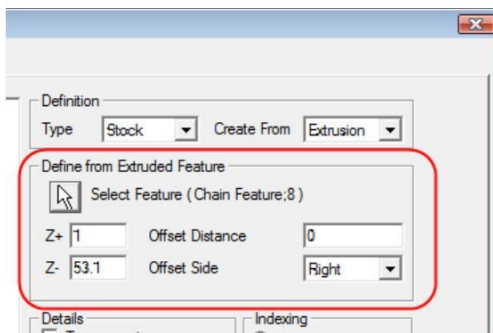 Definition
Type Stock Create From Extrusion
Define from Extruded Feature
Select Feature ( Chain Feature;8 )
Z+ 1 Offset Distance 0
Z- 53.1 Offset Side Right
Details Indexing